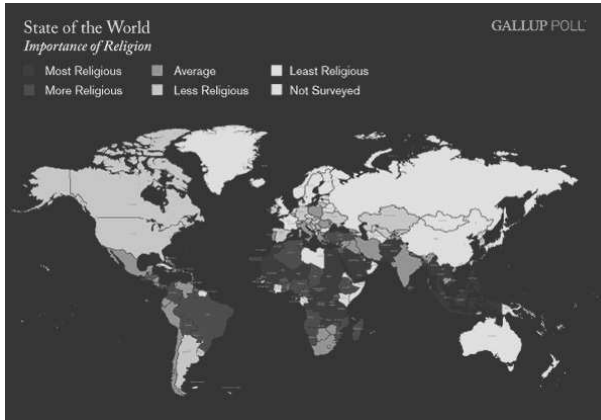 State of the World
Importance of Religion
GALLUP POLL
Most Religious
Average
Least Religious
More Religious
Less Religious
Not Surveyed